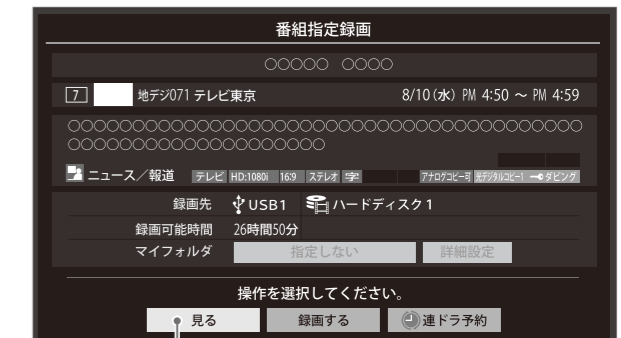 番組指定録画
○○○○○ ○○○○
7 地デジ071 テレビ東京 8/10(水) PM 4:50 ～ PM 4:59
○○○○○○○○○○○○○○○○○○○○○○○○○○○○○○○○○○○○○○○○
○○○○○○○○○○○○○○○○○○○○
ニュース／報道 テレビ HD:1080i 16:9 ステレオ 字 アナログコピー可 光デジタルコピー1 ダビング
録画先 USB1 ハードディスク1
録画可能時間 26時間50分
マイフォルダ 指定しない 詳細設定
操作を選択してください。
見る 録画する 連ドラ予約